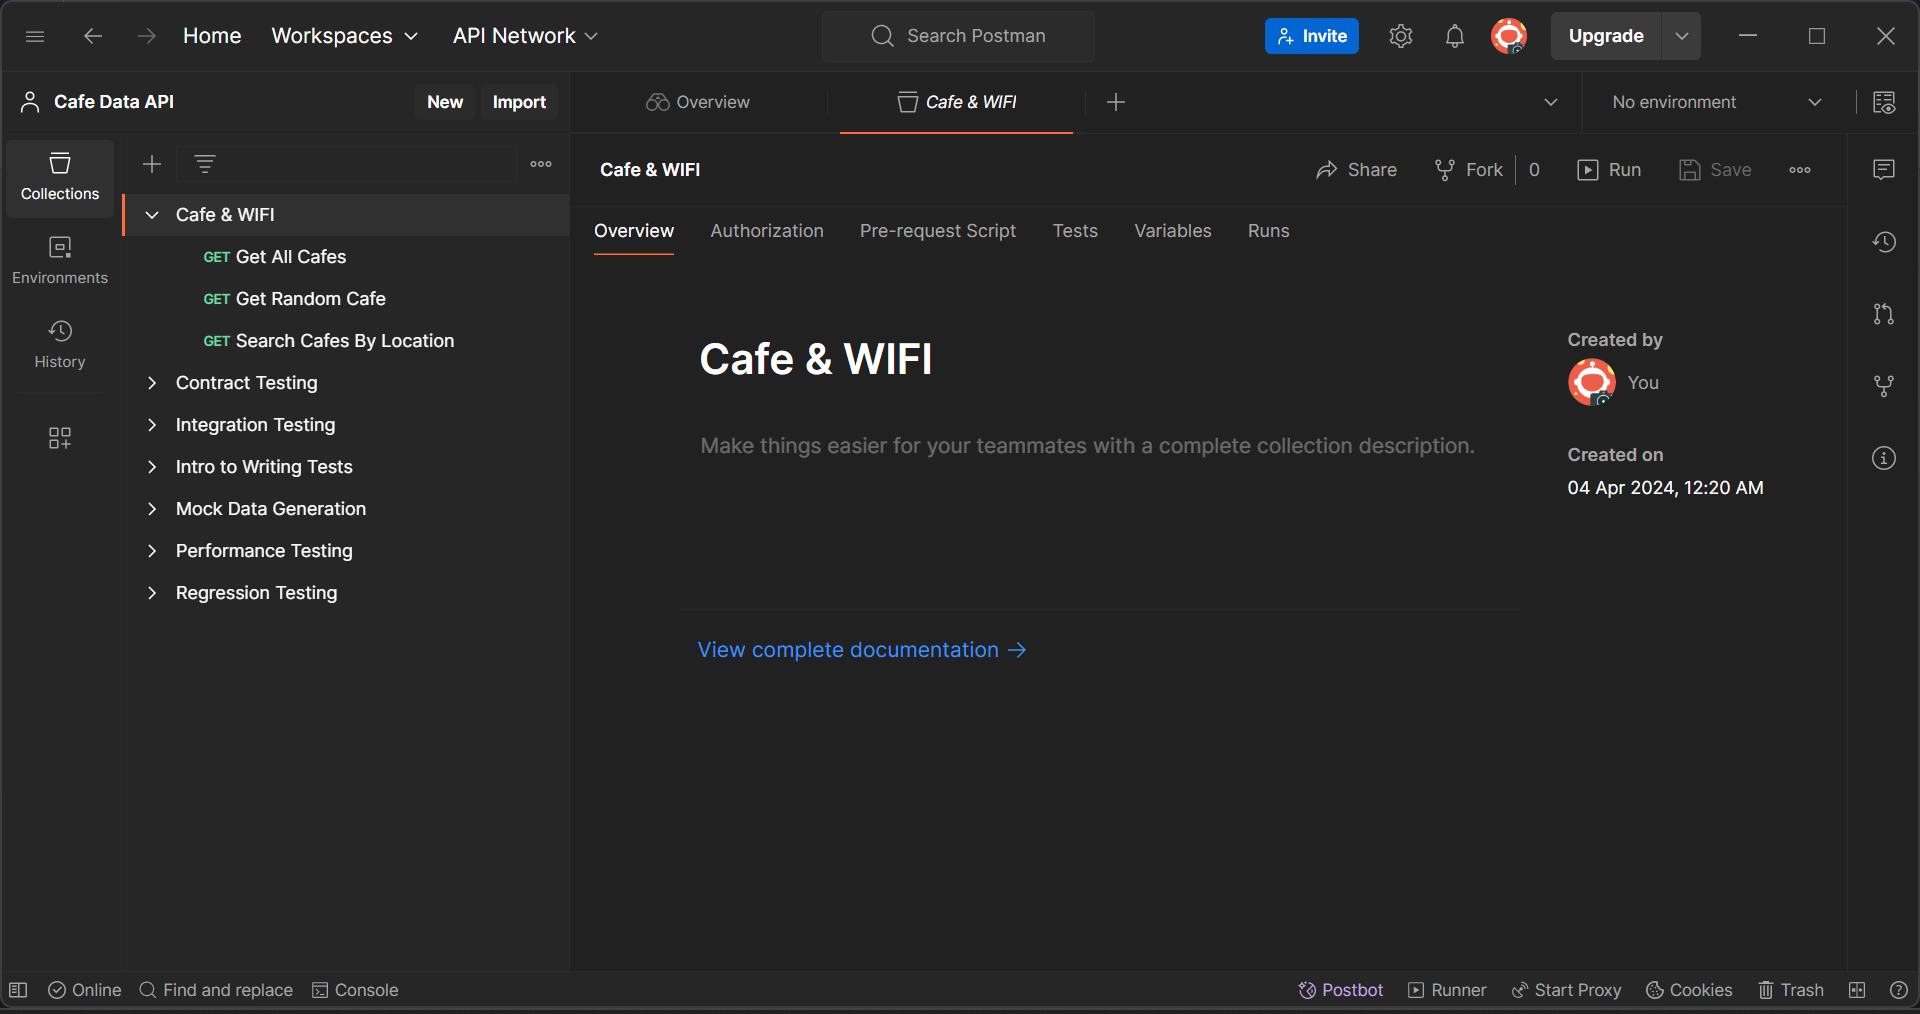 Home Workspaces API Network Search Postman Invite Upgrade
Cafe Data API New Import Overview Cafe & WIFI No environment
Collections
Environments
History
Cafe & WIFI
GET Get All Cafes
GET Get Random Cafe
GET Search Cafes By Location
Contract Testing
Integration Testing
Intro to Writing Tests
Mock Data Generation
Performance Testing
Regression Testing
Cafe & WIFI Share Fork 0 Run Save
Overview Authorization Pre-request Script Tests Variables Runs
Cafe & WIFI
Make things easier for your teammates with a complete collection description.
View complete documentation →
Created by
You
Created on
04 Apr 2024, 12:20 AM
Online Find and replace Console Postbot Runner Start Proxy Cookies Trash